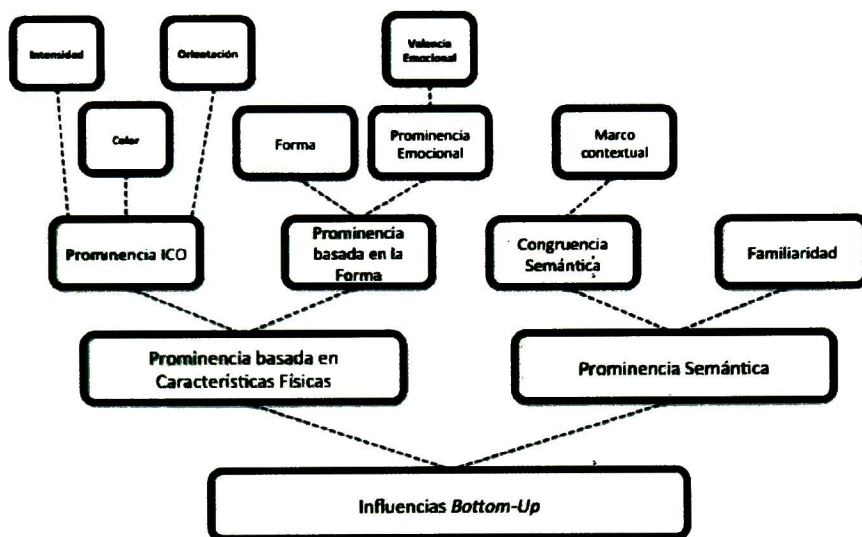 Intensidad
Orientación
Valencia
Emocional
Color
Forma
Prominencia
Emocional
Marco
contextual
Prominencia ICO
Prominencia
basada en la
Forma
Congruencia
Semántica
Familiaridad
Prominencia basada en
Características Físicas
Prominencia Semántica
Influencias Bottom-Up